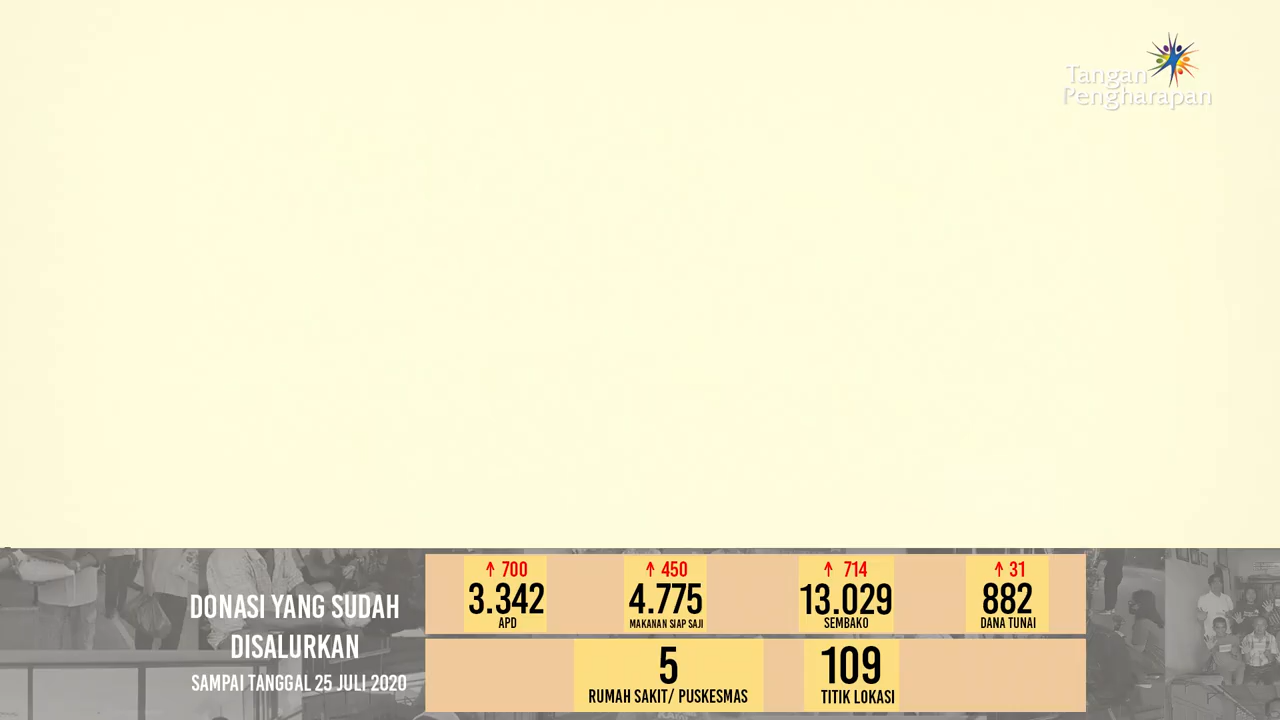 Tangan
Pengharapan
DONASI YANG SUDAH
DISALURKAN
SAMPAI TANGGAL 25 JULI 2020
↑ 700
3.342
APD
↑ 450
4.775
MAKANAN SIAP SAJI
↑ 714
13.029
SEMBAKO
↑ 31
882
DANA TUNAI
5
RUMAH SAKIT/ PUSKESMAS
109
TITIK LOKASI